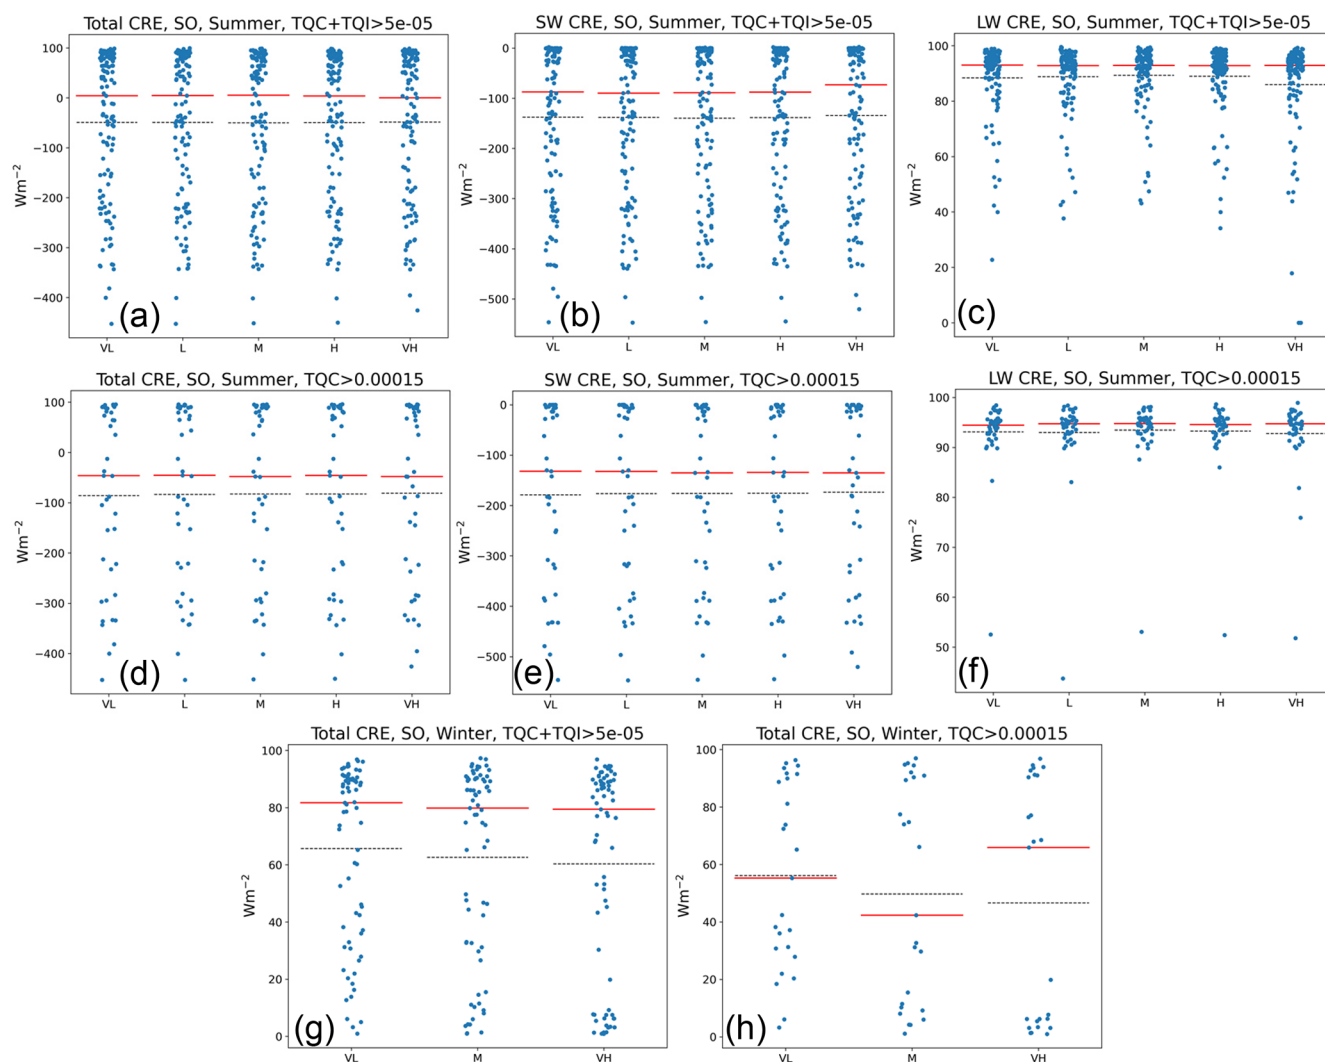 Total CRE, SO, Summer, TQC+TQI>5e-05
SW CRE, SO, Summer, TQC+TQI>5e-05
LW CRE, SO, Summer, TQC+TQI>5e-05
100
0
−100
−200
−300
−400
Wm⁻²
(a)
VL L M H VH
0
−100
−200
−300
−400
−500
Wm⁻²
(b)
VL L M H VH
100
80
60
40
20
0
Wm⁻²
(c)
VL L M H VH
Total CRE, SO, Summer, TQC>0.00015
SW CRE, SO, Summer, TQC>0.00015
LW CRE, SO, Summer, TQC>0.00015
100
0
−100
−200
−300
−400
Wm⁻²
(d)
VL L M H VH
0
−100
−200
−300
−400
−500
Wm⁻²
(e)
VL L M H VH
100
90
80
70
60
50
Wm⁻²
(f)
VL L M H VH
Total CRE, SO, Winter, TQC+TQI>5e-05
Total CRE, SO, Winter, TQC>0.00015
100
80
60
40
20
0
Wm⁻²
(g)
VL M VH
100
80
60
40
20
0
Wm⁻²
(h)
VL M VH